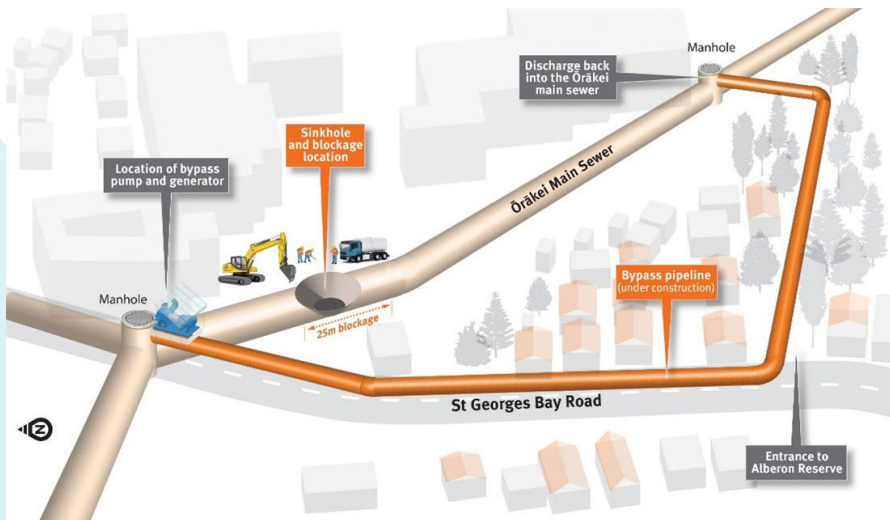 Manhole
Discharge back
into the Ōrākei
main sewer
Sinkhole
and blockage
location
Location of bypass
pump and generator
Ōrākei Main Sewer
Bypass pipeline
(under construction)
Manhole
25m blockage
St Georges Bay Road
N
Entrance to
Alberon Reserve